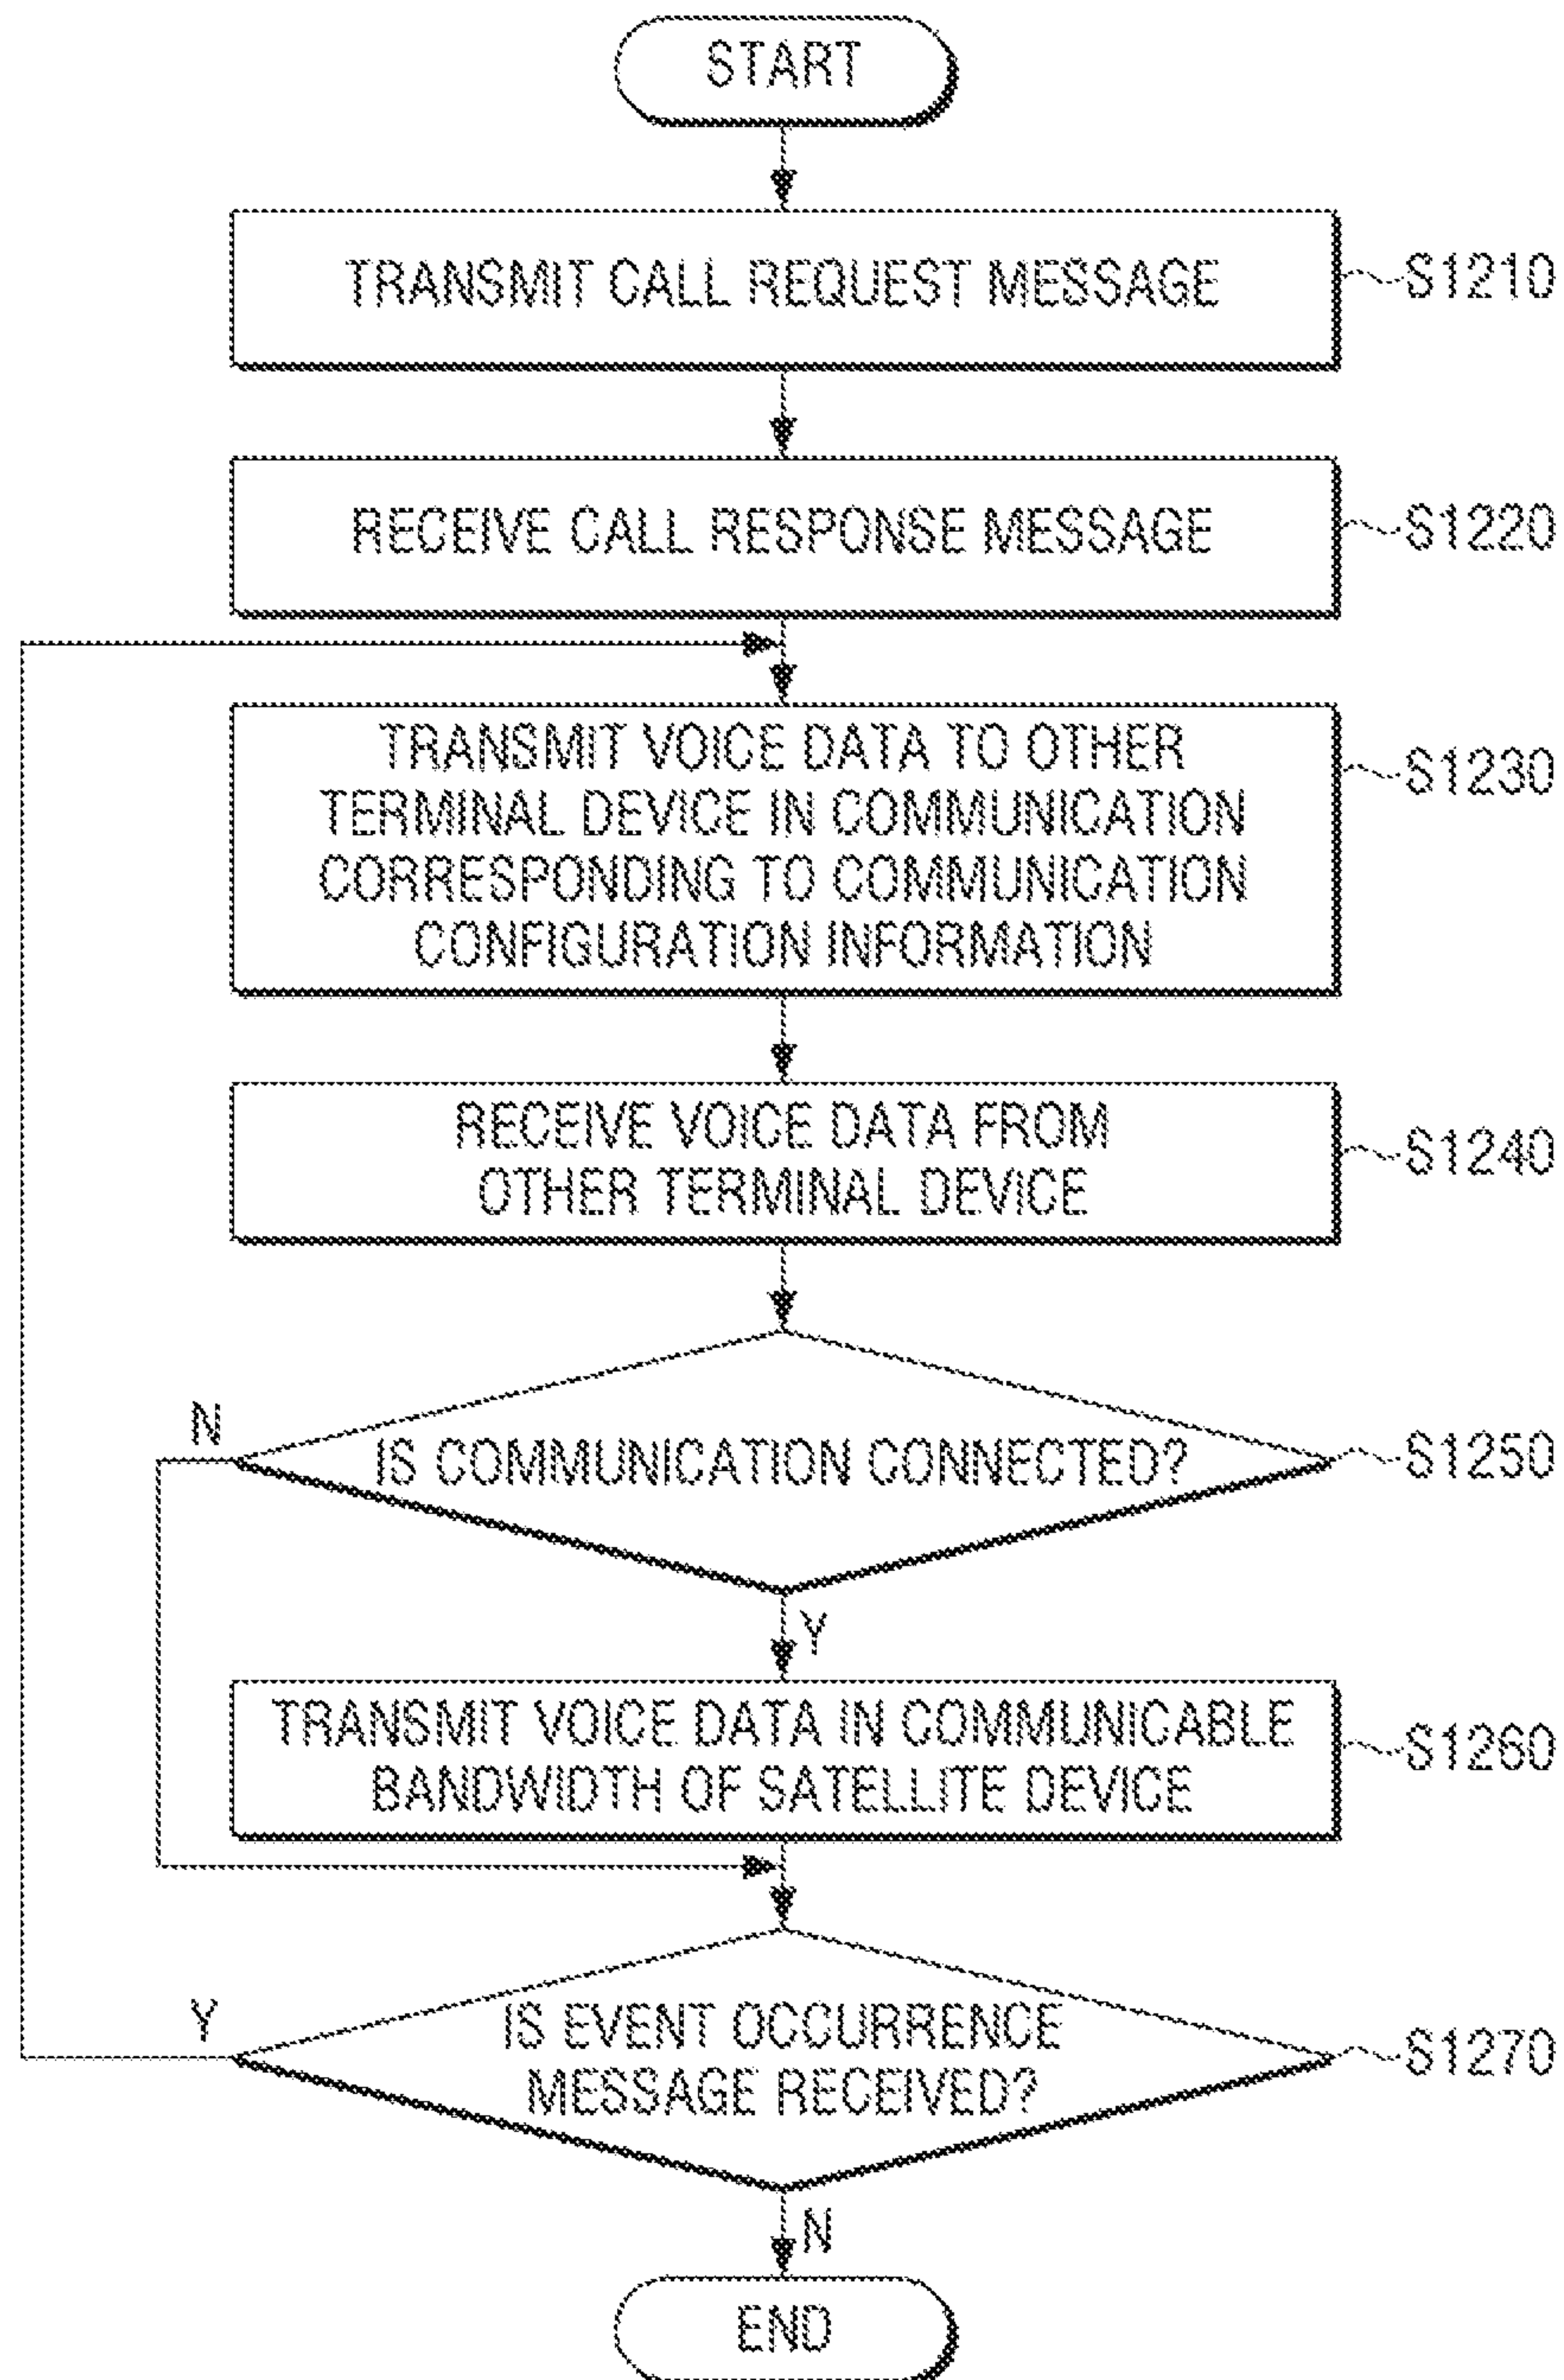 START
TRANSMIT CALL REQUEST MESSAGE
S1210
RECEIVE CALL RESPONSE MESSAGE
S1220
TRANSMIT VOICE DATA TO OTHER
TERMINAL DEVICE IN COMMUNICATION
CORRESPONDING TO COMMUNICATION
CONFIGURATION INFORMATION
S1230
RECEIVE VOICE DATA FROM
OTHER TERMINAL DEVICE
S1240
N
IS COMMUNICATION CONNECTED?
S1250
Y
TRANSMIT VOICE DATA IN COMMUNICABLE
BANDWIDTH OF SATELLITE DEVICE
S1260
Y
IS EVENT OCCURRENCE
MESSAGE RECEIVED?
S1270
N
END